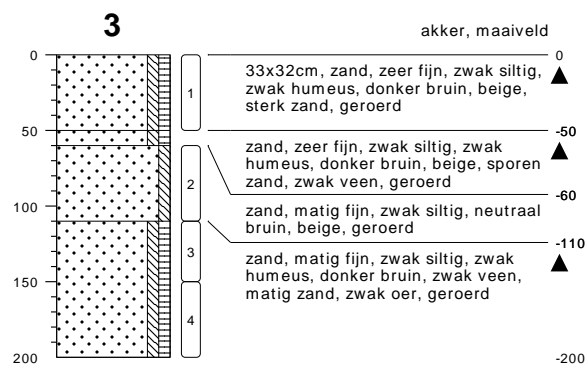 3
akker, maaiveld
0
0
33x32cm, zand, zeer fijn, zwak siltig,
zwak humeus, donker bruin, beige,
sterk zand, geroerd
1
50
-50
zand, zeer fijn, zwak siltig, zwak
humeus, donker bruin, beige, sporen
zand, zwak veen, geroerd
-60
2
100
zand, matig fijn, zwak siltig, neutraal
bruin, beige, geroerd
-110
3
zand, matig fijn, zwak siltig, zwak
humeus, donker bruin, zwak veen,
matig zand, zwak oer, geroerd
150
4
200
-200